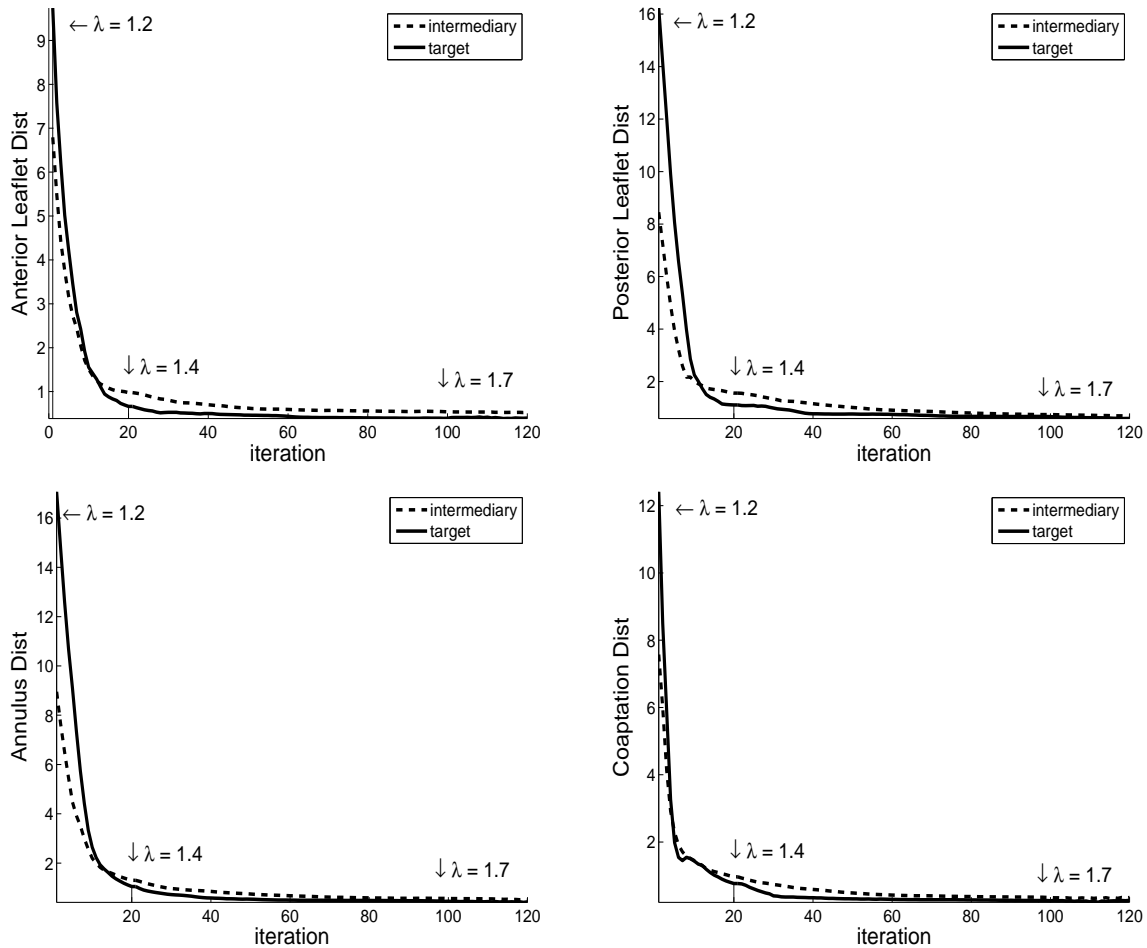 Anterior Leaflet Dist
9
8
7
6
5
4
3
2
1
← λ = 1.2
intermediary
target
↓ λ = 1.4
↓ λ = 1.7
0 20 40 60 80 100 120
iteration
Posterior Leaflet Dist
16
14
12
10
8
6
4
2
← λ = 1.2
intermediary
target
↓ λ = 1.4
↓ λ = 1.7
20 40 60 80 100 120
iteration
Annulus Dist
16
14
12
10
8
6
4
2
← λ = 1.2
intermediary
target
↓ λ = 1.4
↓ λ = 1.7
20 40 60 80 100 120
iteration
Coaptation Dist
12
10
8
6
4
2
← λ = 1.2
intermediary
target
↓ λ = 1.4
↓ λ = 1.7
20 40 60 80 100 120
iteration